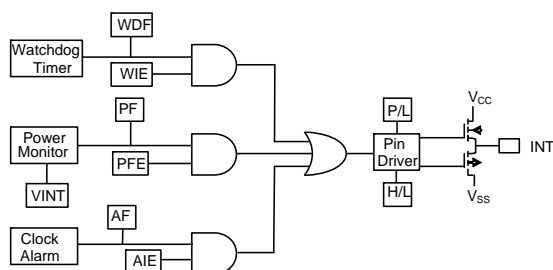 WDF
Watchdog
Timer
WIE
PF
Power
Monitor
PFE
VINT
AF
Clock
Alarm
AIE
P/L
Pin
Driver
H/L
VCC
INT
VSS